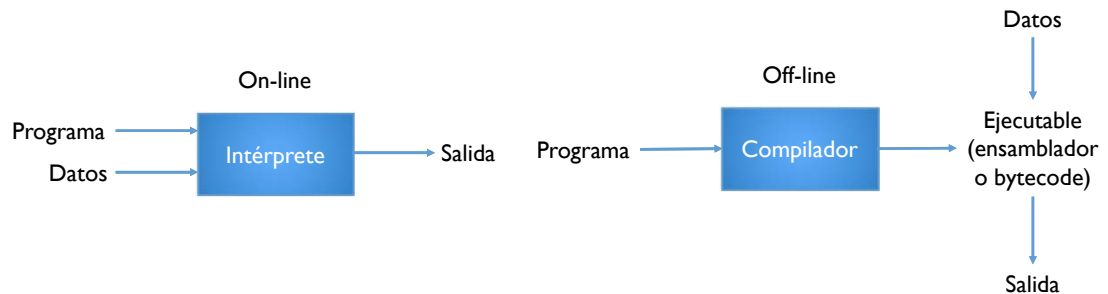 On-line
Programa
Datos
Intérprete
Salida
Off-line
Programa
Compilador
Datos
Ejecutable
(ensamblador
o bytecode)
Salida